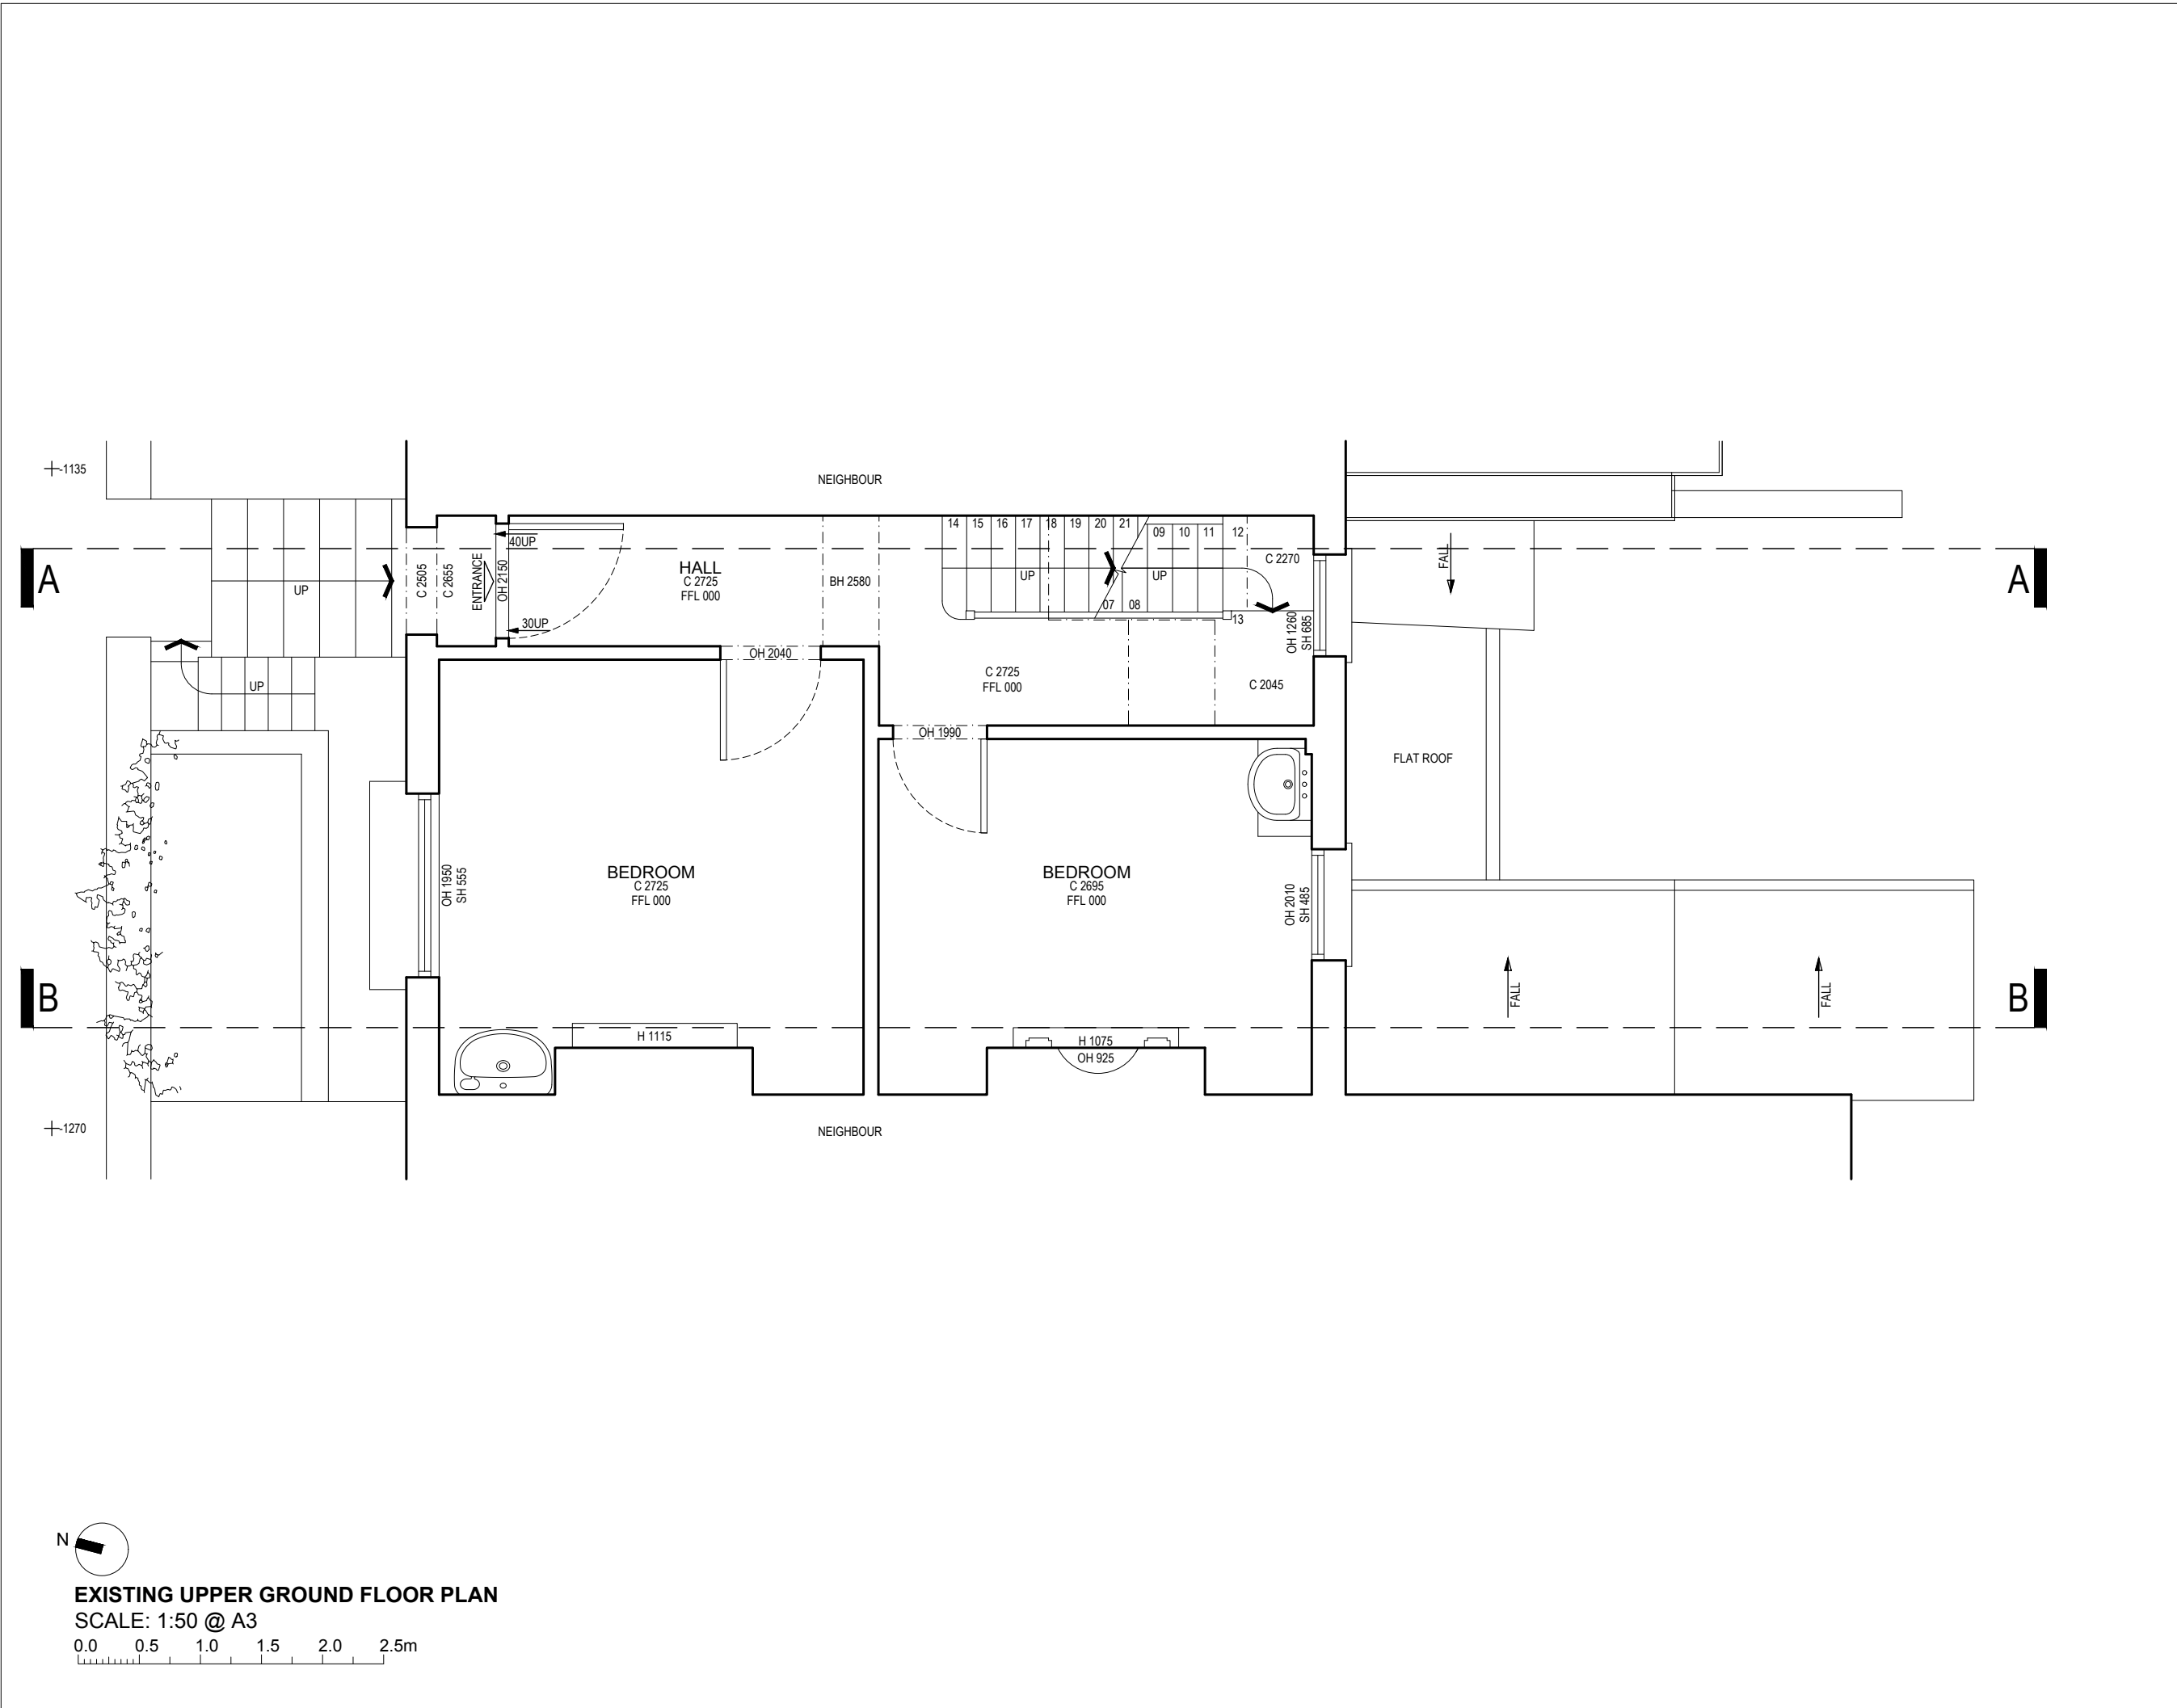 -1135
NEIGHBOUR
14 15 16 17 18 19 20 21
09 10 11 12
40UP
A
UP
C 2505
C 2655
ENTRANCE
OH 2150
HALL
C 2725
FFL 000
BH 2580
UP
UP
C 2270
FALL
A
07 08
13
30UP
OH 1260
SH 685
OH 2040
UP
C 2725
FFL 000
C 2045
OH 1990
FLAT ROOF
OH 1950
SH 555
BEDROOM
C 2725
FFL 000
BEDROOM
C 2695
FFL 000
OH 2010
SH 485
B
FALL
FALL
B
H 1115
H 1075
OH 925
-1270
NEIGHBOUR
N
EXISTING UPPER GROUND FLOOR PLAN
SCALE: 1:50 @ A3
0.0 0.5 1.0 1.5 2.0 2.5m